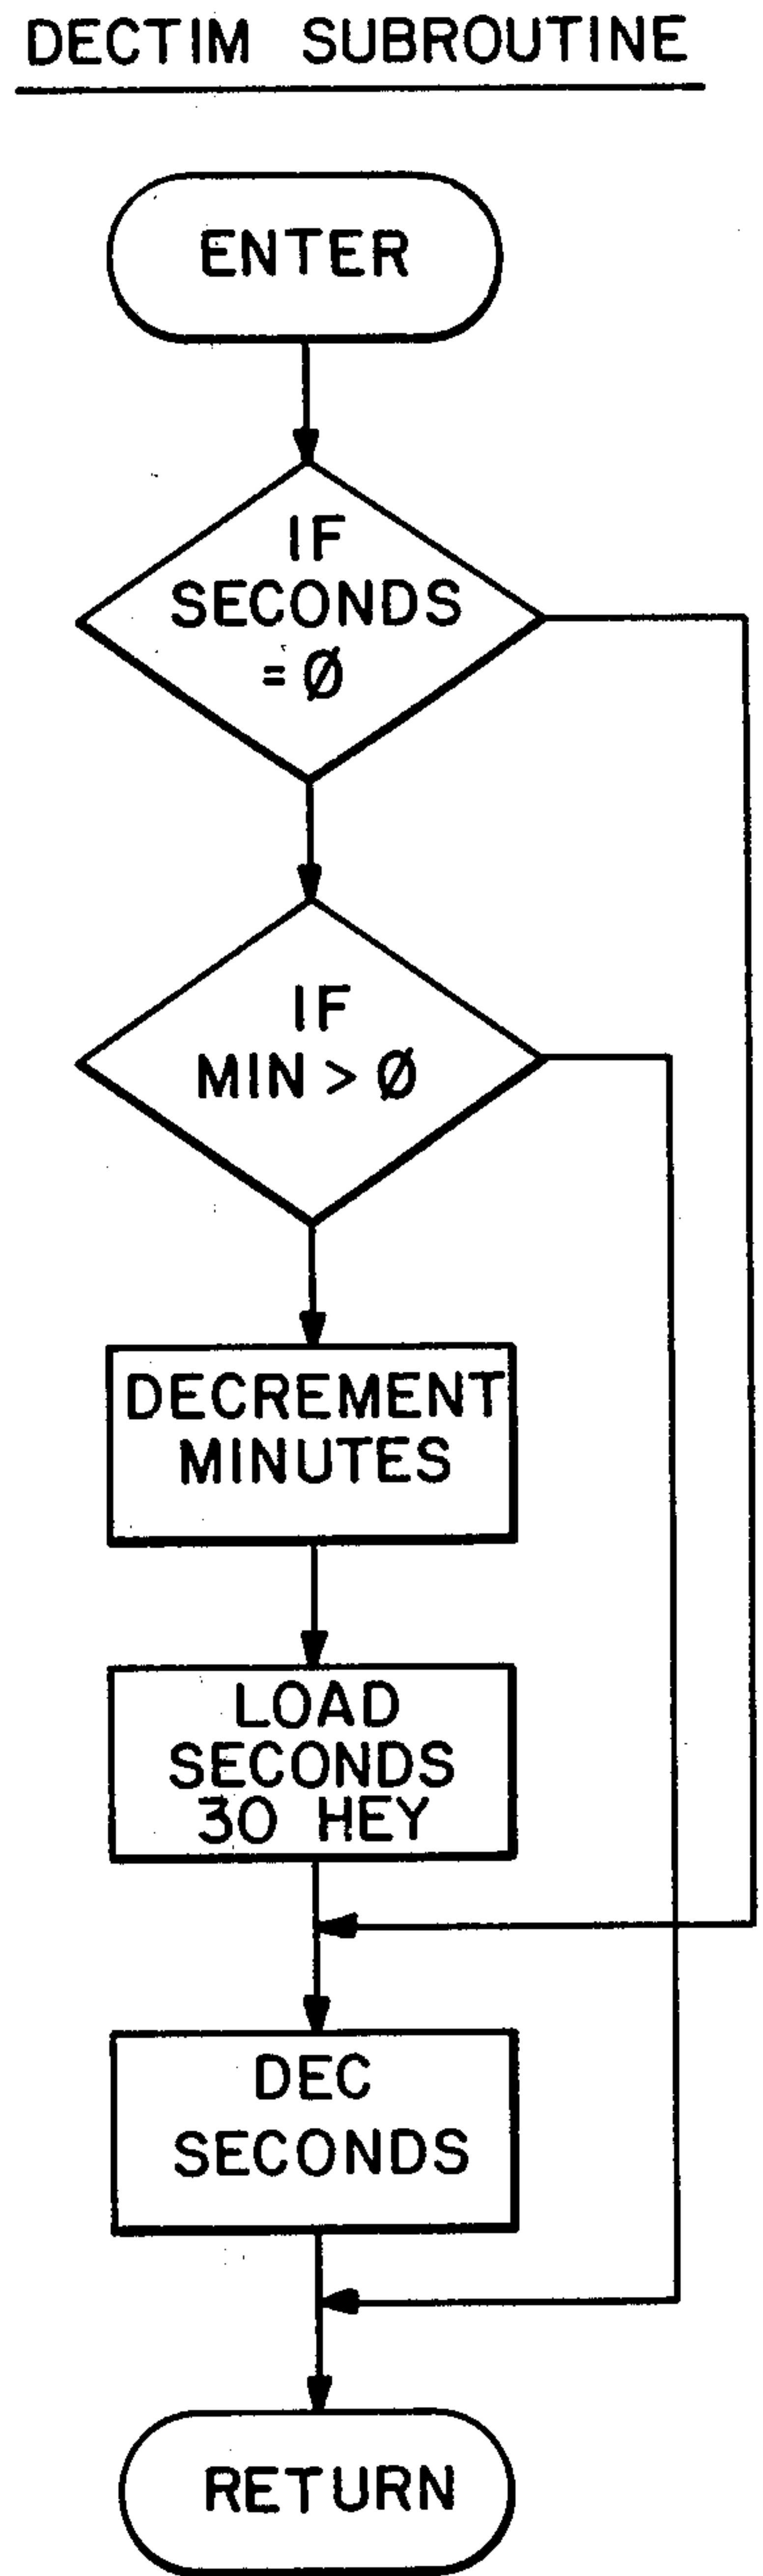 DECTIM SUBROUTINE
ENTER
IF
SECONDS
= Ø
IF
MIN > Ø
DECREMENT
MINUTES
LOAD
SECONDS
30 HEY
DEC
SECONDS
RETURN